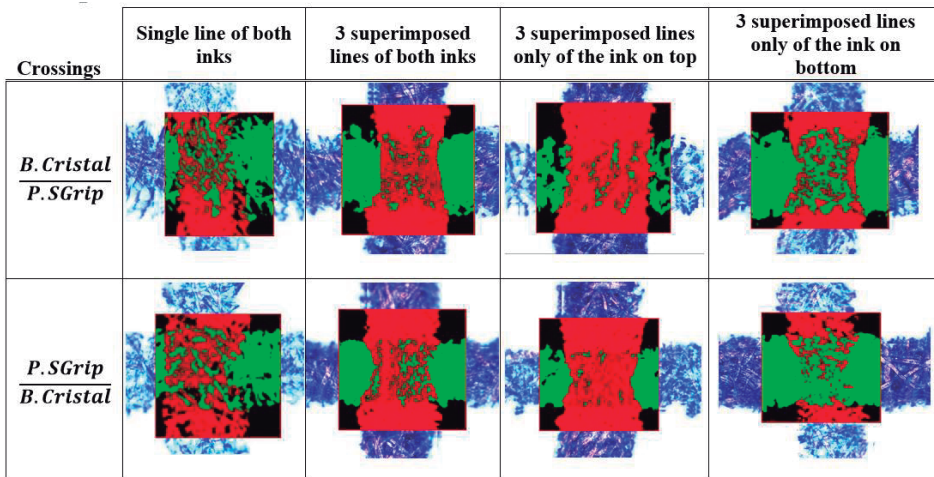 Crossings
Single line of both
inks
3 superimposed
lines of both inks
3 superimposed lines
only of the ink on top
3 superimposed lines
only of the ink on
bottom
B.Cristal
P.SGrip
P.SGrip
B.Cristal